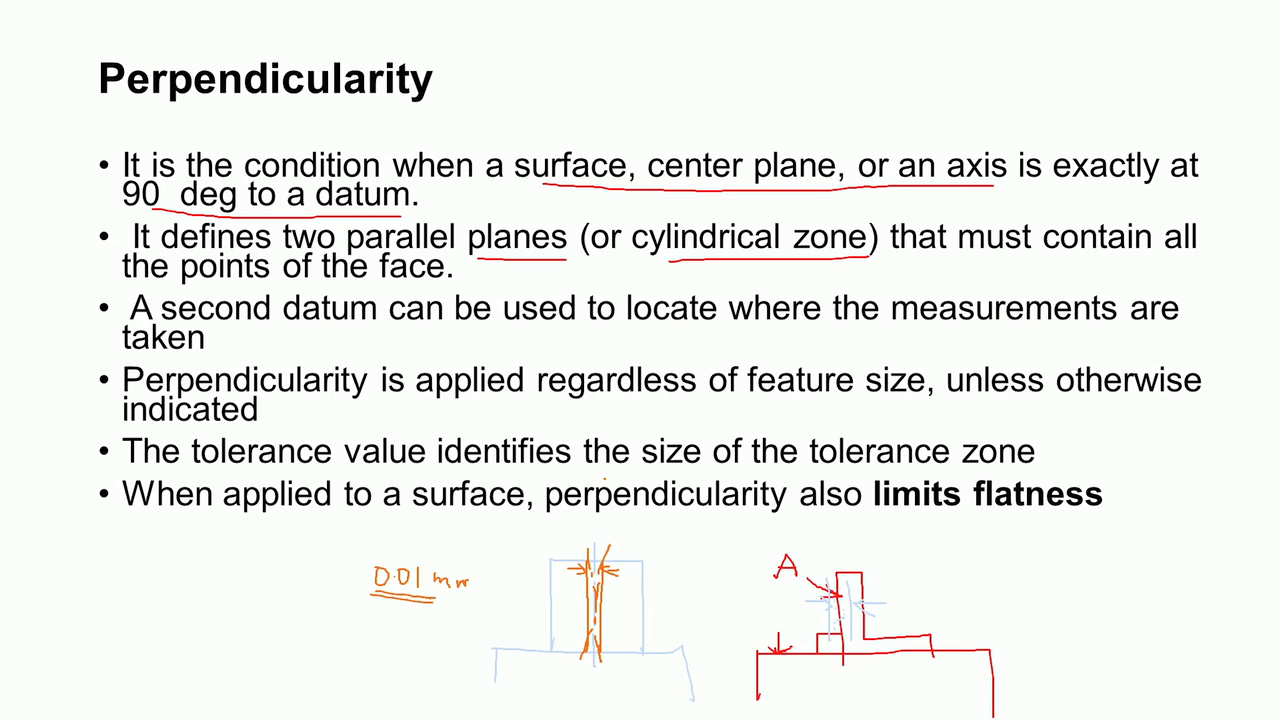 Perpendicularity
• It is the condition when a surface, center plane, or an axis is exactly at
90 deg to a datum.
• It defines two parallel planes (or cylindrical zone) that must contain all
the points of the face.
• A second datum can be used to locate where the measurements are
taken
• Perpendicularity is applied regardless of feature size, unless otherwise
indicated
• The tolerance value identifies the size of the tolerance zone
• When applied to a surface, perpendicularity also limits flatness
A
0.01 mm